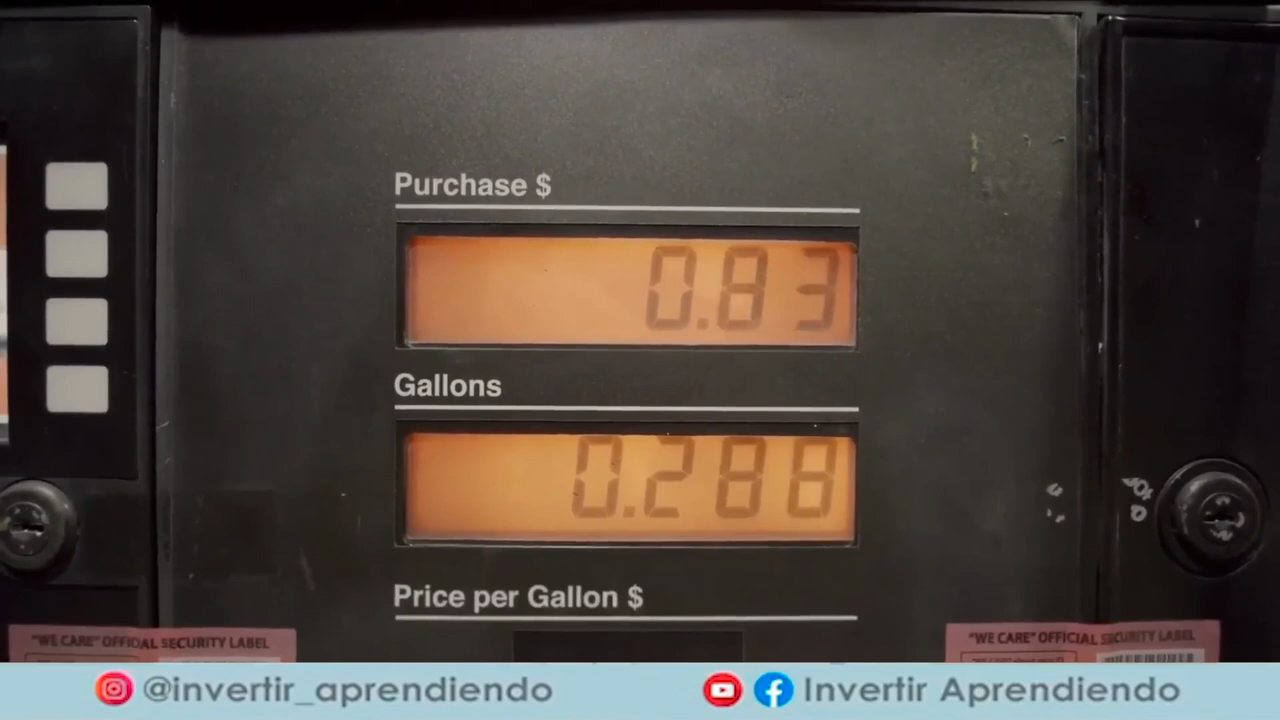 Purchase $
0.83
Gallons
0.288
Price per Gallon $
"WE CARE" OFFICIAL SECURITY LABEL
"WE CARE" OFFICIAL SECURITY LABEL
@invertir_aprendiendo
Invertir Aprendiendo